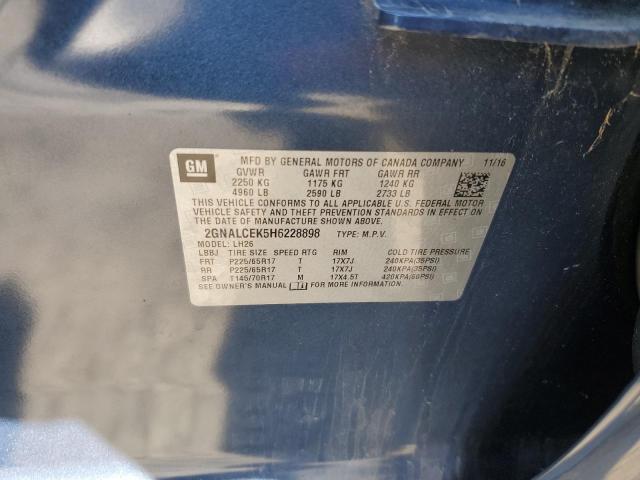 GM MFD BY GENERAL MOTORS OF CANADA COMPANY 11/16
GVWR GAWR FRT GAWR RR
2250 KG 1175 KG 1240 KG
4960 LB 2590 LB 2733 LB
THIS VEHICLE CONFORMS TO ALL APPLICABLE U.S. FEDERAL MOTOR
VEHICLE SAFETY AND THEFT PREVENTION STANDARDS IN EFFECT
ON THE DATE OF MANUFACTURE SHOWN ABOVE.
2GNALCEK5H6228898 TYPE: M.P.V.
MODEL: LH26
LBBJ TIRE SIZE SPEED RTG RIM COLD TIRE PRESSURE
FRT P225/65R17 T 17X7J 240KPA(35PSI)
RR P225/65R17 T 17X7J 240KPA(35PSI)
SPA T145/70R17 M 17X4.5T 420KPA(60PSI)
SEE OWNER'S MANUAL FOR MORE INFORMATION.